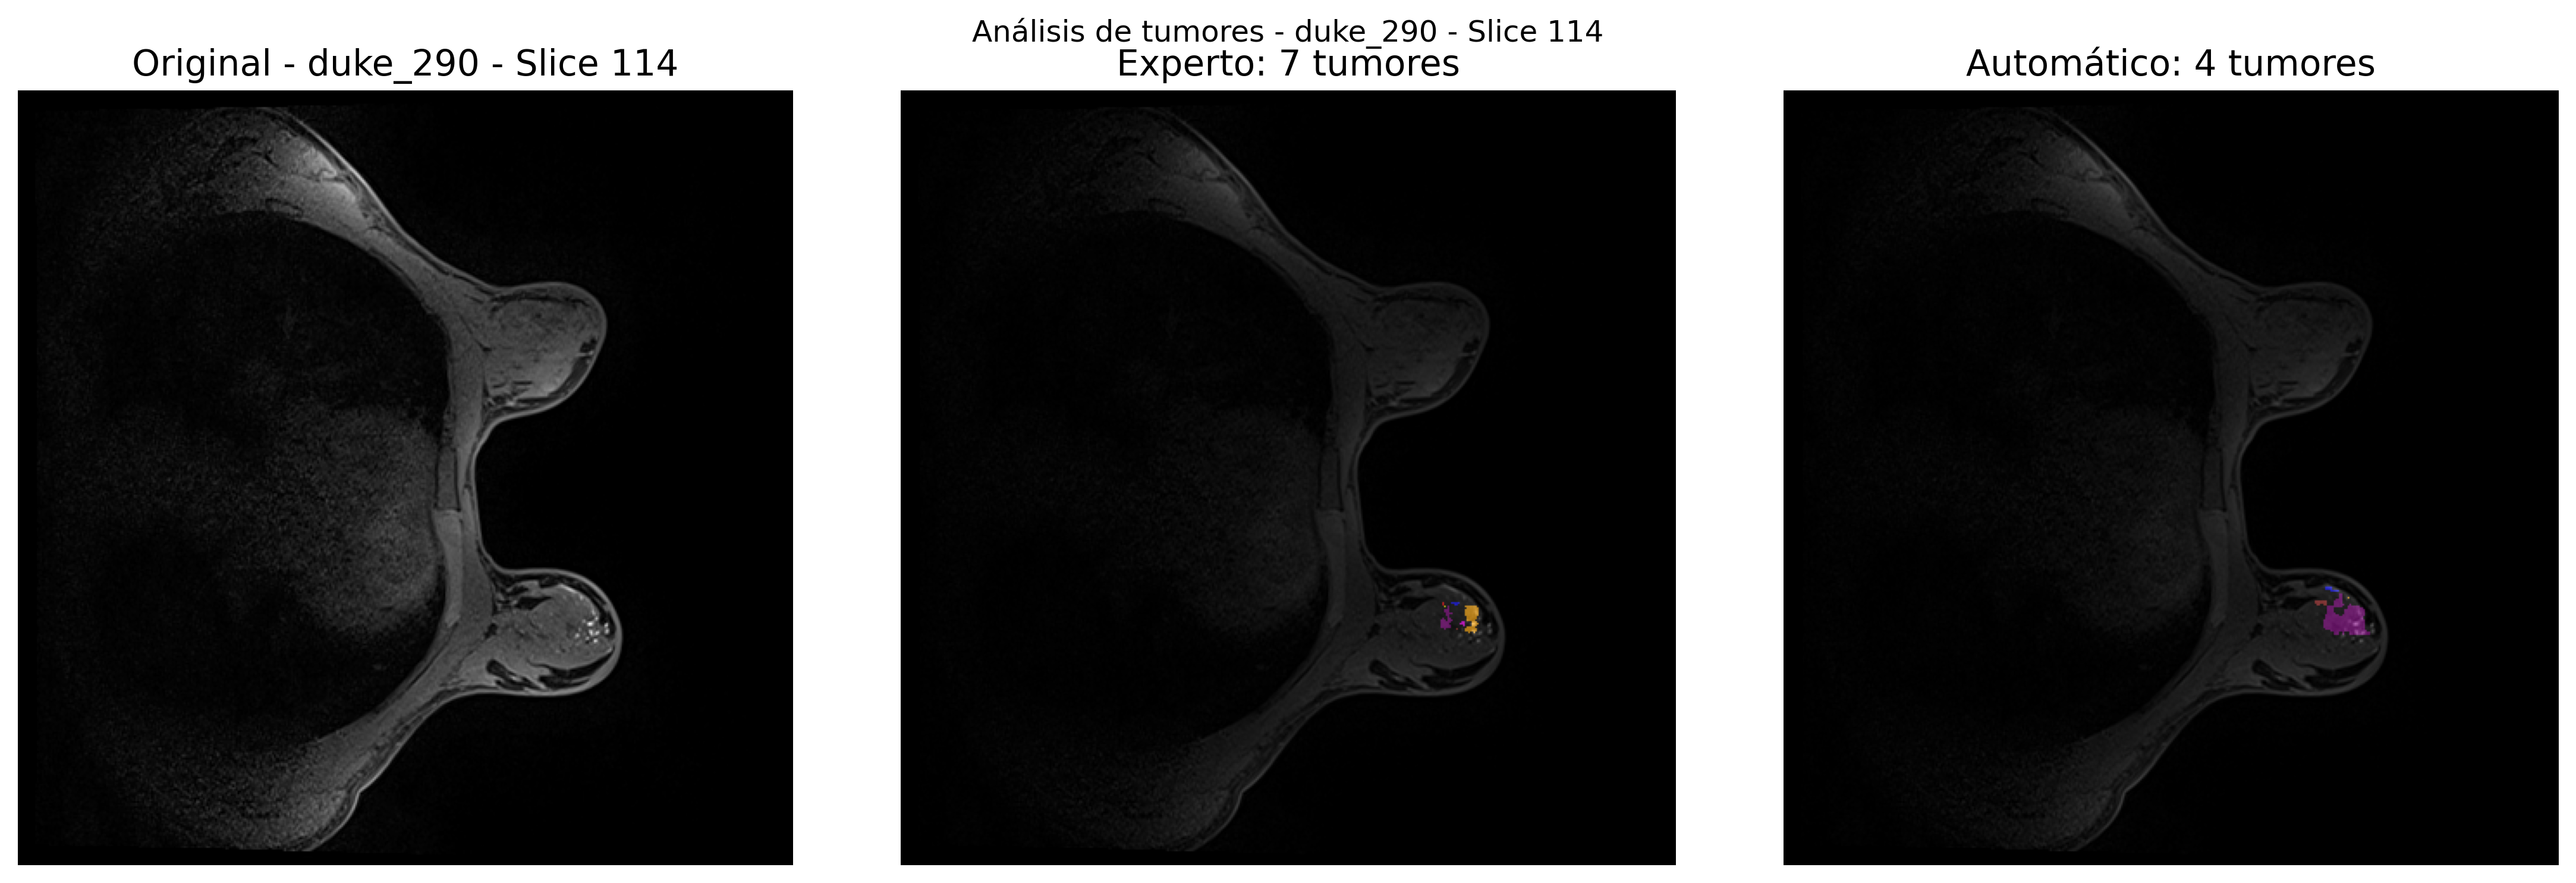 Análisis de tumores - duke_290 - Slice 114
Original - duke_290 - Slice 114
Experto: 7 tumores
Automático: 4 tumores